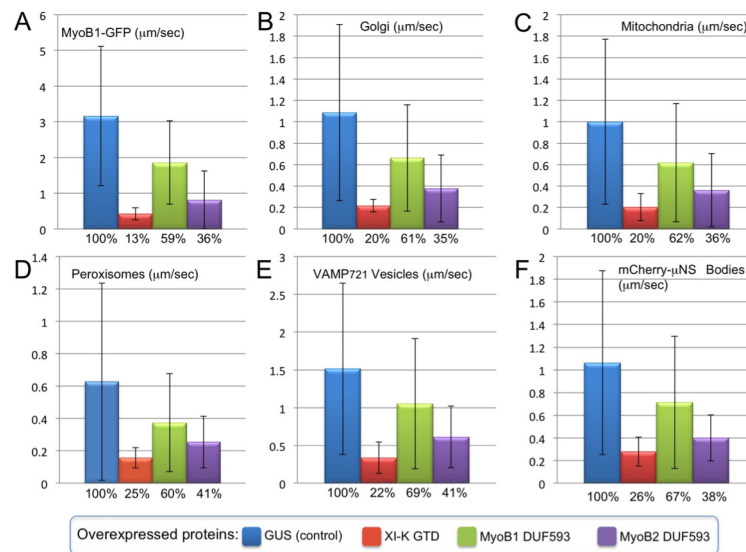 A
MyoB1-GFP (μm/sec)
6
5
4
3
2
1
0
100% 13% 59% 36%
B
Golgi (μm/sec)
2
1.8
1.6
1.4
1.2
1
0.8
0.6
0.4
0.2
0
100% 20% 61% 35%
C
Mitochondria (μm/sec)
2
1.8
1.6
1.4
1.2
1
0.8
0.6
0.4
0.2
0
100% 20% 62% 36%
D
Peroxisomes (μm/sec)
1.4
1.2
1
0.8
0.6
0.4
0.2
0
100% 25% 60% 41%
E
VAMP721 Vesicles (μm/sec)
3
2.5
2
1.5
1
0.5
0
100% 22% 69% 41%
F
mCherry-μNS Bodies
(μm/sec)
2
1.8
1.6
1.4
1.2
1
0.8
0.6
0.4
0.2
0
100% 26% 67% 38%
Overexpressed proteins: GUS (control) XI-K GTD MyoB1 DUF593 MyoB2 DUF593